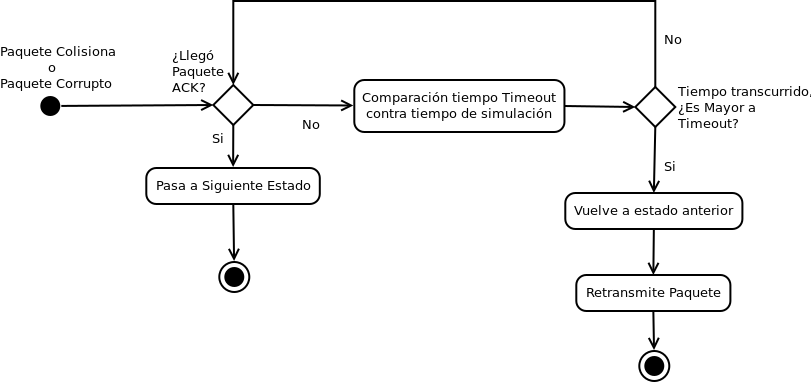 Paquete Colisiona
o
Paquete Corrupto
¿Llegó
Paquete
ACK?
Si
No
Comparación tiempo Timeout
contra tiempo de simulación
No
Tiempo transcurrido,
¿Es Mayor a
Timeout?
Si
Pasa a Siguiente Estado
Vuelve a estado anterior
Retransmite Paquete